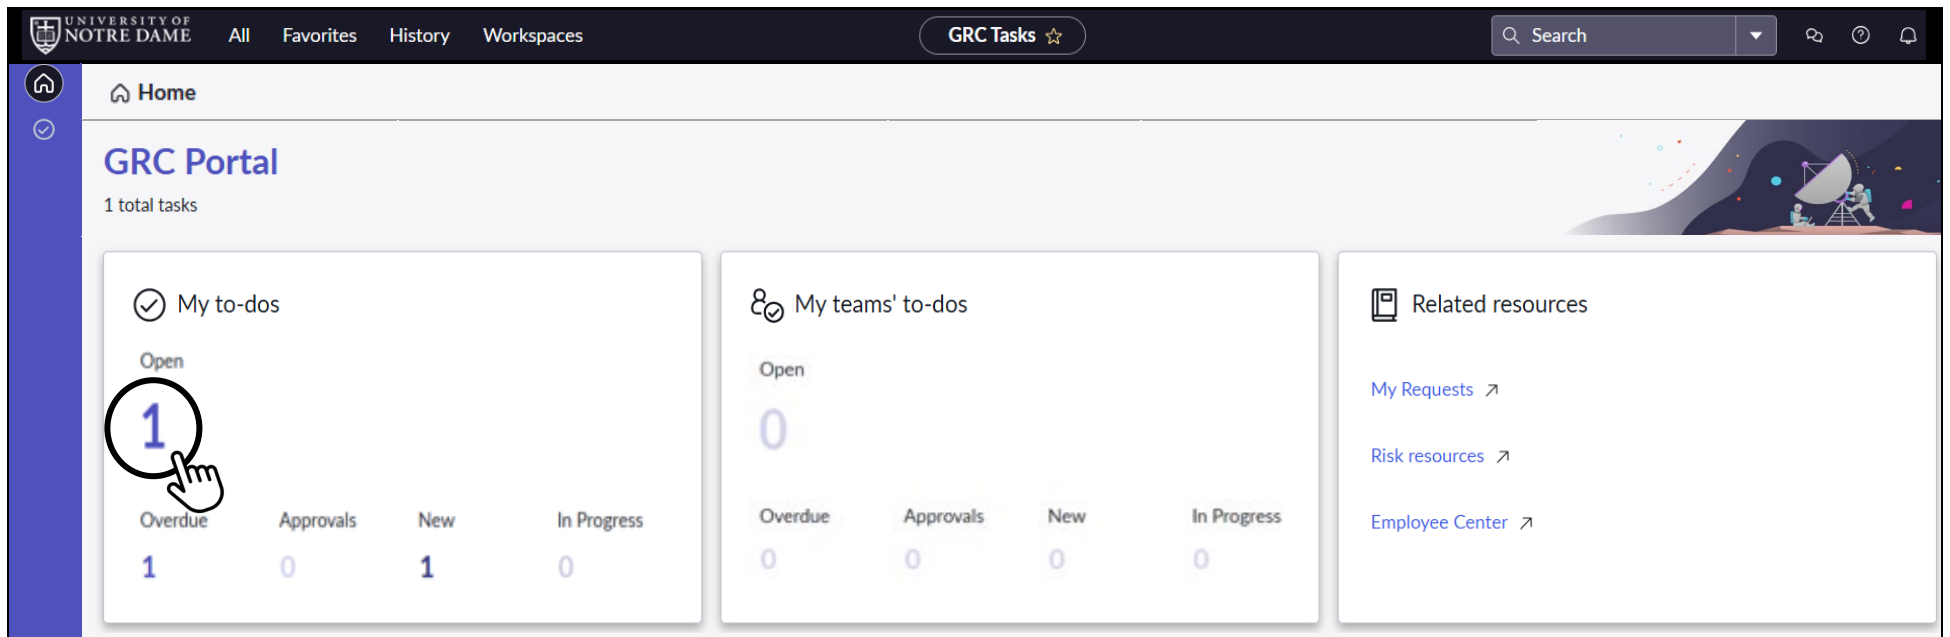 UNIVERSITY OF
NOTRE DAME
All Favorites History Workspaces GRC Tasks Search
Home
GRC Portal
1 total tasks
My to-dos
Open
1
Overdue Approvals New In Progress
1 0 1 0
My teams' to-dos
Open
0
Overdue Approvals New In Progress
0 0 0 0
Related resources
My Requests
Risk resources
Employee Center